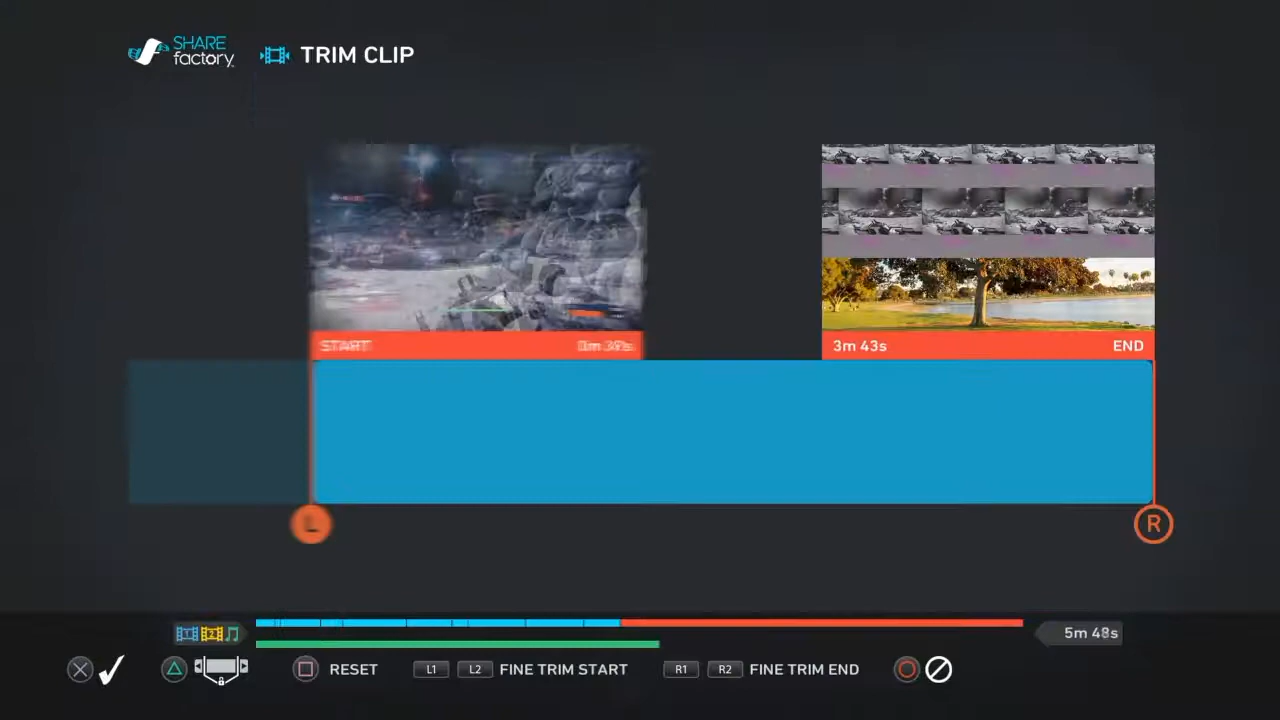 SHARE
factory
TRIM CLIP
START
3m 43s END
L
R
5m 48s
RESET L1 L2 FINE TRIM START R1 R2 FINE TRIM END